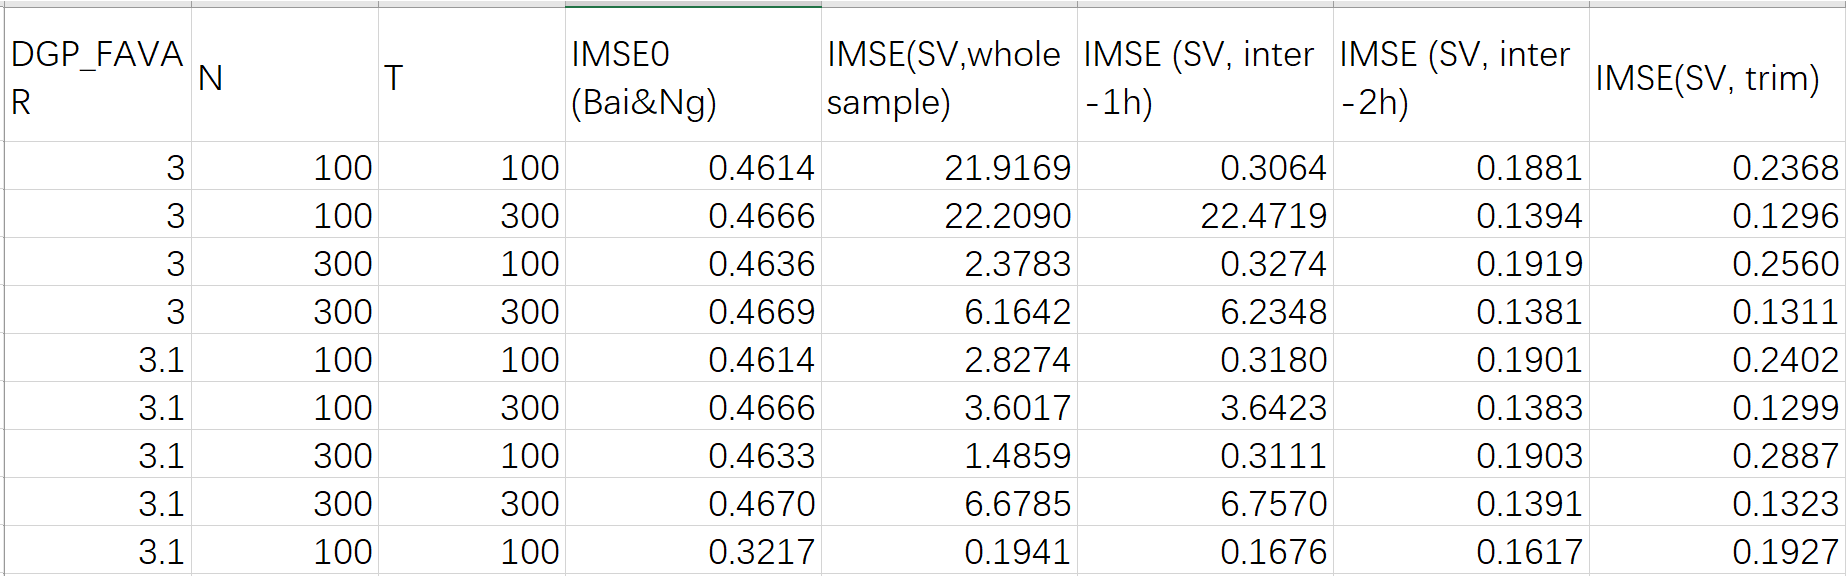 DGP_FAVAR N T IMSE0 (Bai&Ng) IMSE(SV,whole sample) IMSE (SV, inter -1h) IMSE (SV, inter -2h) IMSE(SV, trim)
3 100 100 0.4614 21.9169 0.3064 0.1881 0.2368
3 100 300 0.4666 22.2090 22.4719 0.1394 0.1296
3 300 100 0.4636 2.3783 0.3274 0.1919 0.2560
3 300 300 0.4669 6.1642 6.2348 0.1381 0.1311
3.1 100 100 0.4614 2.8274 0.3180 0.1901 0.2402
3.1 100 300 0.4666 3.6017 3.6423 0.1383 0.1299
3.1 300 100 0.4633 1.4859 0.3111 0.1903 0.2887
3.1 300 300 0.4670 6.6785 6.7570 0.1391 0.1323
3.1 100 100 0.3217 0.1941 0.1676 0.1617 0.1927